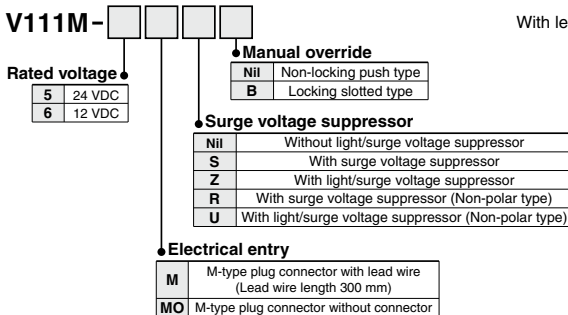 V111M-
With le
Manual override
Nil Non-locking push type
B Locking slotted type
Rated voltage
5 24 VDC
6 12 VDC
Surge voltage suppressor
Nil Without light/surge voltage suppressor
S With surge voltage suppressor
Z With light/surge voltage suppressor
R With surge voltage suppressor (Non-polar type)
U With light/surge voltage suppressor (Non-polar type)
Electrical entry
M M-type plug connector with lead wire
(Lead wire length 300 mm)
MO M-type plug connector without connector